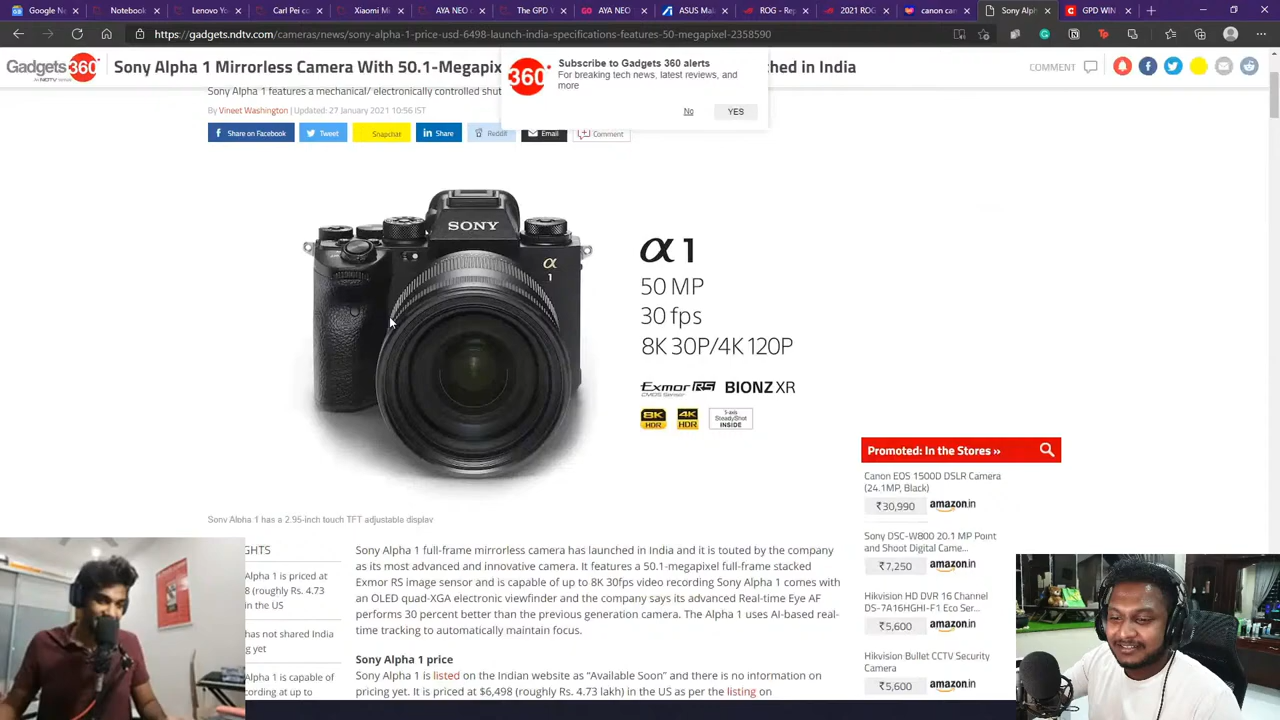 Google N
Notebook
Lenovo Yo
Carl Pei co
Xiaomi Mi
AYA NEO
The GPD V
AYA NEO
ASUS Mal
ROG - Rep
2021 ROG
canon can
Sony
GPD WIN
https://gadgets.ndtv.com/cameras/news/sony-alpha-1-price-usd-6498-launch-india-specifications-features-50-megapixel-2358590
Gadgets 360°
Sony Alpha 1 Mirrorless Camera With 50.1-Megapix
hed in India
COMMENT
360°
Subscribe to Gadgets 360 alerts
For breaking tech news, latest reviews, and
more
No
YES
Sony Alpha 1 features a mechanical/ electronically controlled shut
By Vineet Washington | Updated: 27 January 2021 10:56 IST
Share on Facebook
Tweet
Snapchat
Share
Reddit
Email
Comment
SONY
α
1
α 1
50 MP
30 fps
8K 30P/4K 120P
Exmor RS
CMOS Sensor
BIONZ XR
8K
HDR
4K
HDR
SteadyShot
INSIDE
Promoted: In the Stores »
Canon EOS 1500D DSLR Camera
(24.1MP, Black)
₹30,990
amazon.in
Sony DSC-W800 20.1 MP Point
and Shoot Digital Came...
₹7,250
amazon.in
Hikvision HD DVR 16 Channel
DS-7A16HGHI-F1 Eco Ser...
₹5,600
amazon.in
Hikvision Bullet CCTV Security
Camera
₹5,600
amazon.in
Sony Alpha 1 has a 2.95-inch touch TFT adjustable display
GHTS
Alpha 1 is priced at
8 (roughly Rs. 4.73
in the US
has not shared India
g yet
Alpha 1 is capable of
cording at up to
Sony Alpha 1 full-frame mirrorless camera has launched in India and it is touted by the company
as its most advanced and innovative camera. It features a 50.1-megapixel full-frame stacked
Exmor RS image sensor and is capable of up to 8K 30fps video recording Sony Alpha 1 comes with
an OLED quad-XGA electronic viewfinder and the company says its advanced Real-time Eye AF
performs 30 percent better than the previous generation camera. The Alpha 1 uses AI-based real-
time tracking to automatically maintain focus.
Sony Alpha 1 price
Sony Alpha 1 is listed on the Indian website as “Available Soon” and there is no information on
pricing yet. It is priced at $6,498 (roughly Rs. 4.73 lakh) in the US as per the listing on